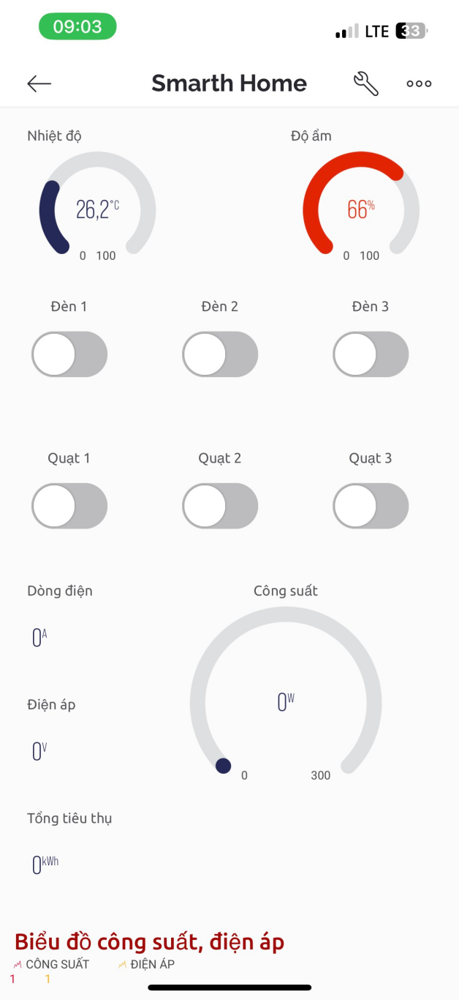 09:03 LTE 33
Smarth Home
Nhiệt độ Độ ẩm
26,2°C 66%
0 100 0 100
Đèn 1 Đèn 2 Đèn 3
Quạt 1 Quạt 2 Quạt 3
Dòng điện Công suất
0A
0W
Điện áp
0V
0 300
Tổng tiêu thụ
0kWh
Biểu đồ công suất, điện áp
CÔNG SUẤT ĐIỆN ÁP
1 1